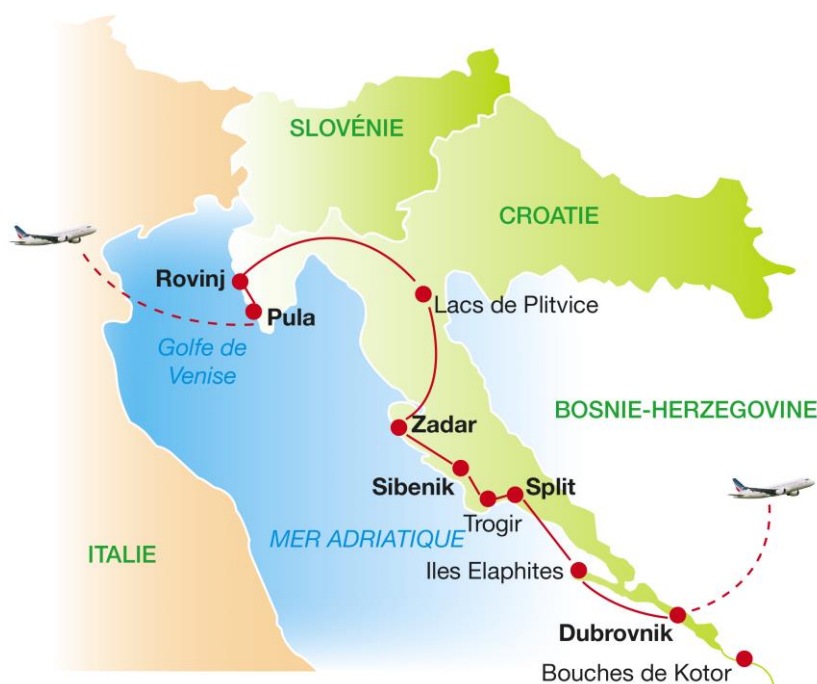 SLOVÉNIE
CROATIE
Rovinj
Lacs de Plitvice
Pula
Golfe de
Venise
BOSNIE-HERZEGOVINE
Zadar
Sibenik
Split
Trogir
MER ADRIATIQUE
ITALIE
Iles Elaphites
Dubrovnik
Bouches de Kotor